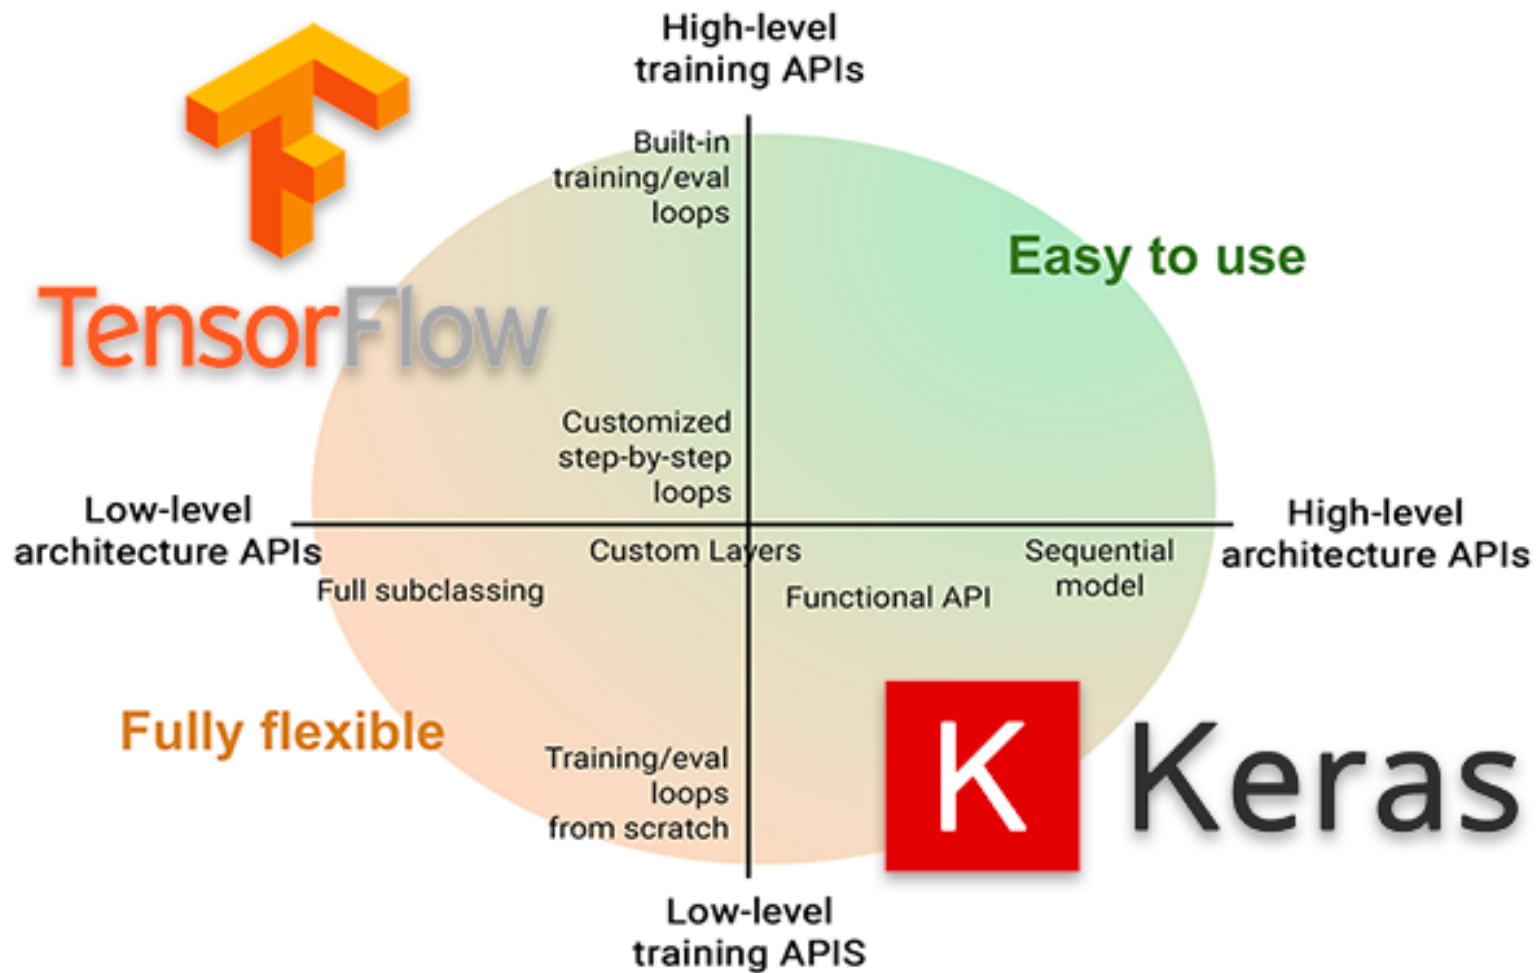 High-level
training APIs
Built-in
training/eval
loops
Easy to use
TensorFlow
Customized
step-by-step
loops
Low-level
architecture APIs
High-level
architecture APIs
Custom Layers
Sequential
model
Full subclassing
Functional API
Fully flexible
Training/eval
loops
from scratch
K Keras
Low-level
training APIS